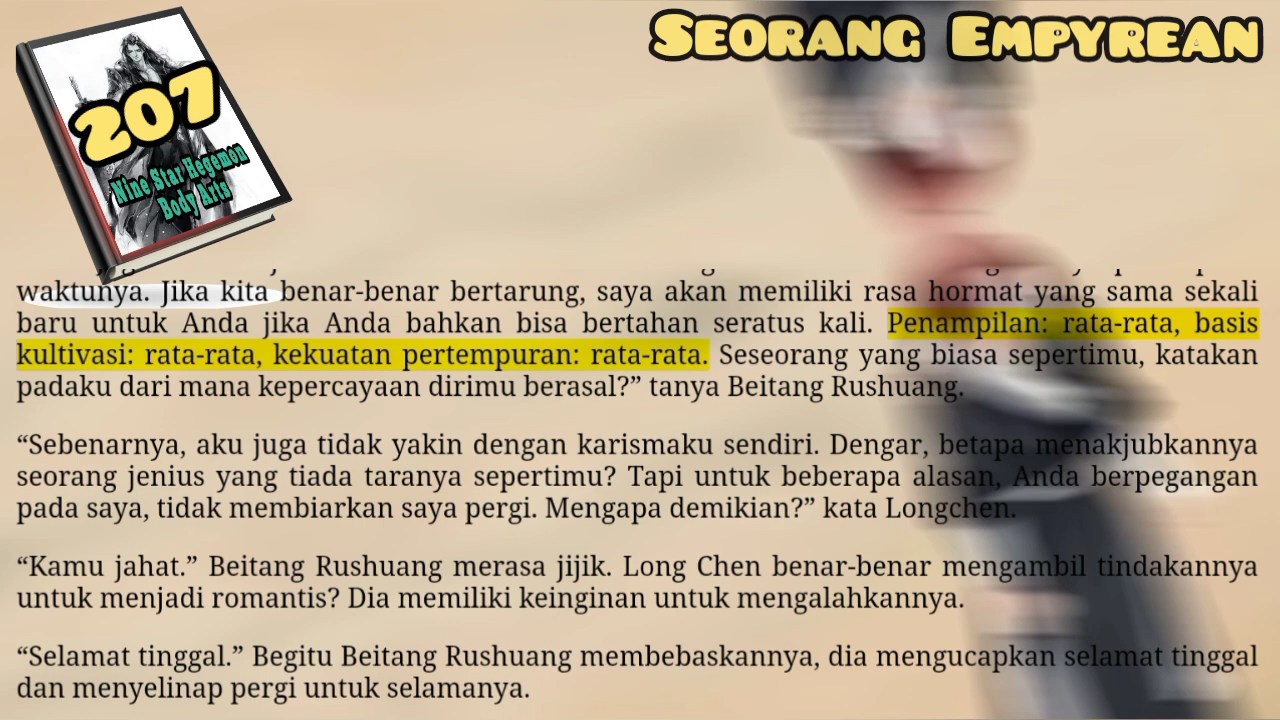 SEORANG EMPYREAN
207
Nine Star Hegemon
Body Arts
waktunya. Jika kita benar-benar bertarung, saya akan memiliki rasa hormat yang sama sekali
baru untuk Anda jika Anda bahkan bisa bertahan seratus kali. Penampilan: rata-rata, basis
kultivasi: rata-rata, kekuatan pertempuran: rata-rata. Seseorang yang biasa sepertimu, katakan
padaku dari mana kepercayaan dirimu berasal?” tanya Beitang Rushuang.
“Sebenarnya, aku juga tidak yakin dengan karismaku sendiri. Dengar, betapa menakjubkannya
seorang jenius yang tiada taranya sepertimu? Tapi untuk beberapa alasan, Anda berpegangan
pada saya, tidak membiarkan saya pergi. Mengapa demikian?” kata Longchen.
“Kamu jahat.” Beitang Rushuang merasa jijik. Long Chen benar-benar mengambil tindakannya
untuk menjadi romantis? Dia memiliki keinginan untuk mengalahkannya.
“Selamat tinggal.” Begitu Beitang Rushuang membebaskannya, dia mengucapkan selamat tinggal
dan menyelinap pergi untuk selamanya.